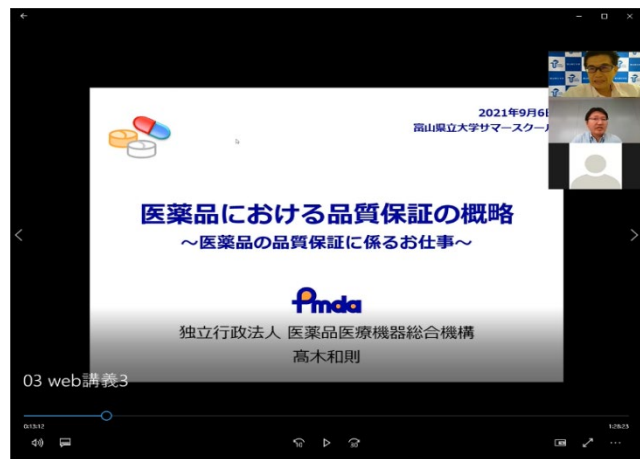 2021年9月6日
富山県立大学サマースクール
医薬品における品質保証の概略
～医薬品の品質保証に係るお仕事～
Pmda
独立行政法人 医薬品医療機器総合機構
高木和則
03 web講義3
0:13:12
1:28:23
10
30